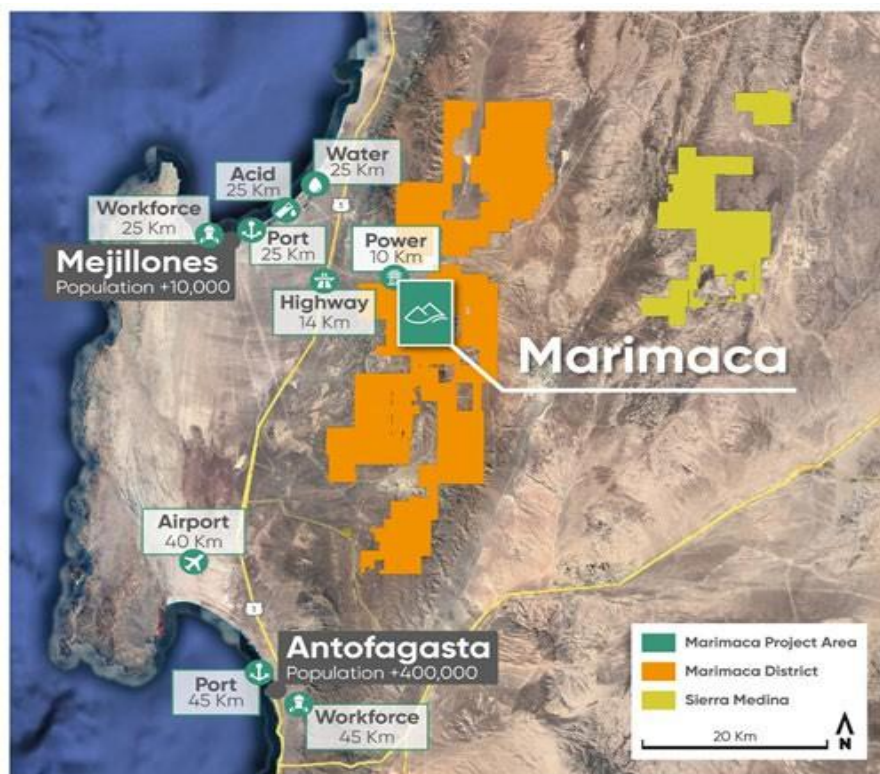 Water
25 Km
Acid
25 Km
Workforce
25 Km
Port
25 Km
Mejillones
Population +10,000
Power
10 Km
Highway
14 Km
Marimaca
Airport
40 Km
Antofagasta
Population +400,000
Port
45 Km
Workforce
45 Km
Marimaca Project Area
Marimaca District
Sierra Medina
20 Km
N